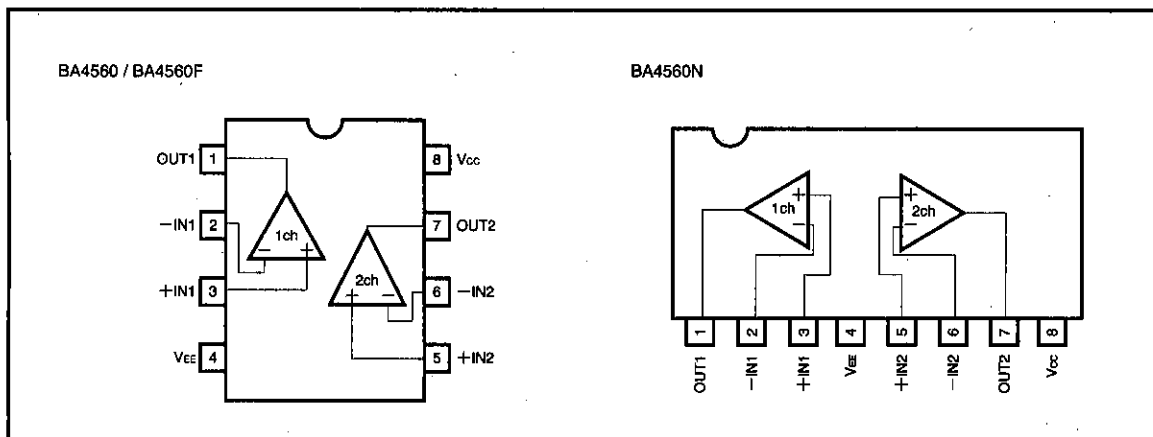 BA4560 / BA4560F
OUT1 1
8 Vcc
−IN1 2
7 OUT2
1ch
− +
+IN1 3
6 −IN2
2ch
+ −
VEE 4
5 +IN2
BA4560N
+
1ch
−
+
2ch
−
1 2 3 4 5 6 7 8
OUT1 −IN1 +IN1 VEE +IN2 −IN2 OUT2 Vcc